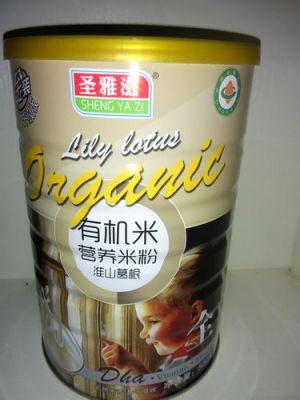 圣雅滋
SHENG YA ZI
Lily lotus
Organic
有机米
营养米粉
淮山葛根
金
Dha